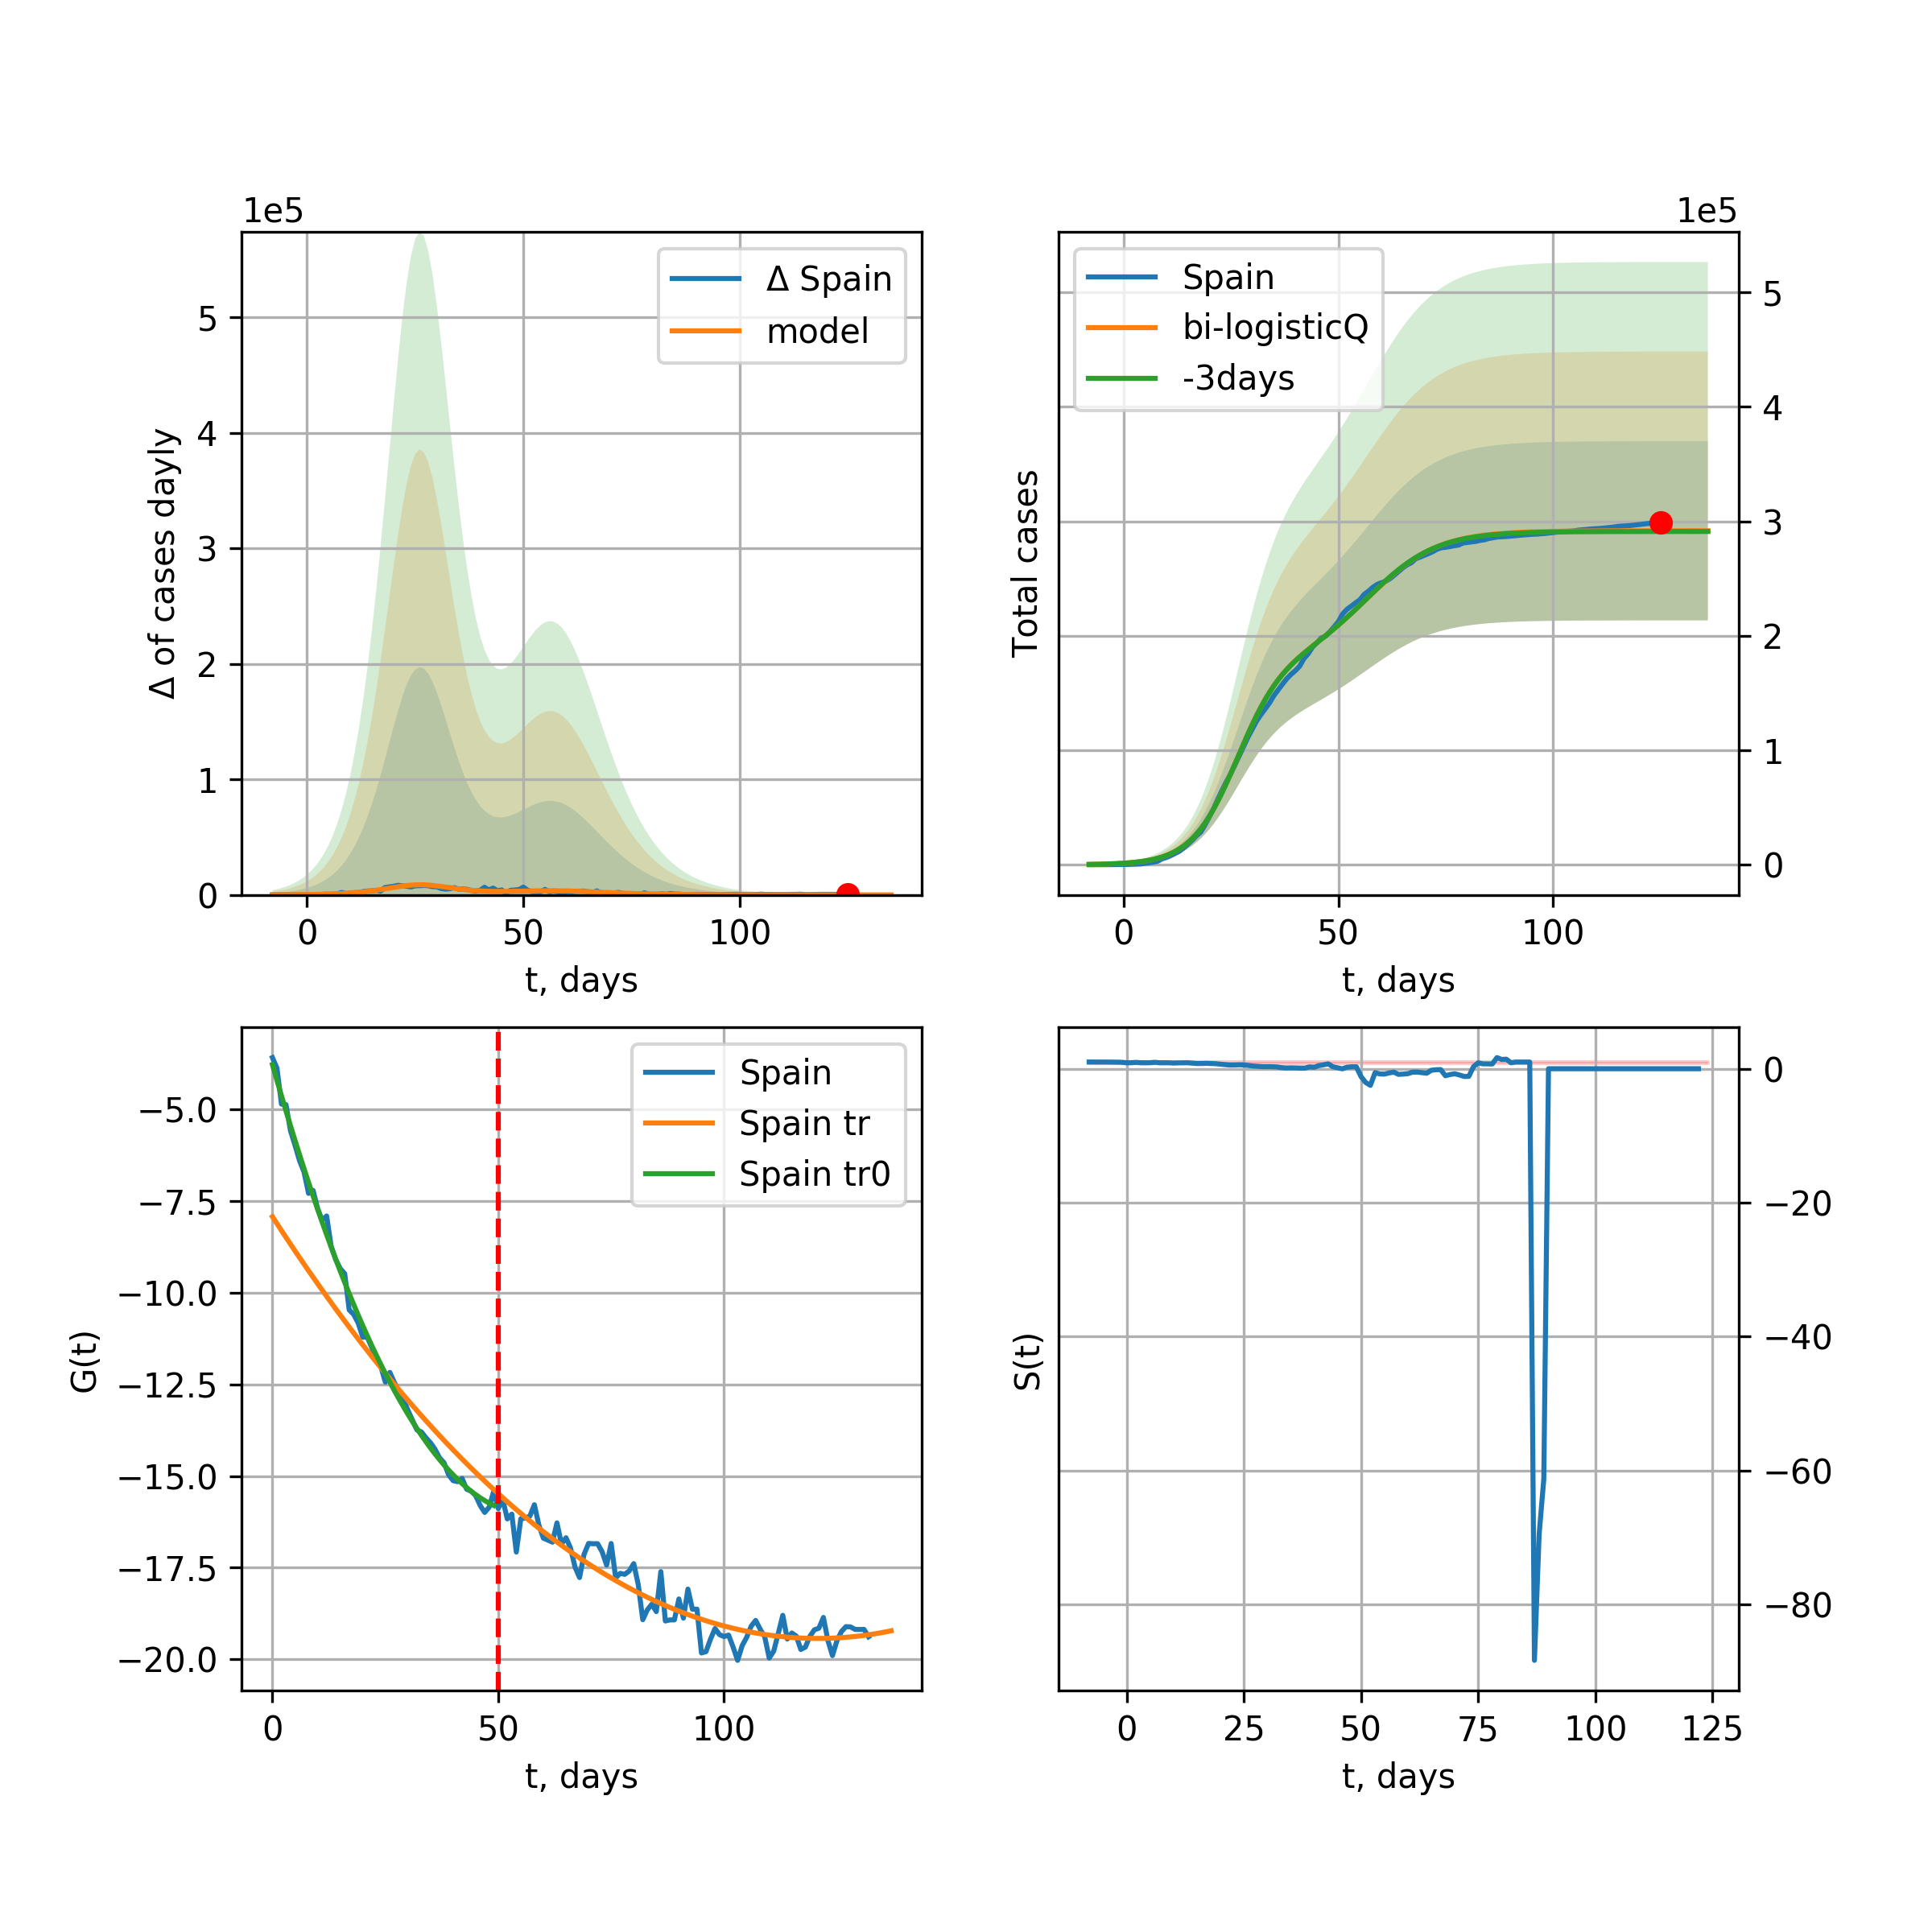 1e5
Δ of cases dayly
5
4
3
2
1
0
0
50
100
t, days
Δ Spain
model
1e5
Total cases
5
4
3
2
1
0
0
50
100
t, days
Spain
bi-logisticQ
-3days
G(t)
−5.0
−7.5
−10.0
−12.5
−15.0
−17.5
−20.0
0
50
100
t, days
Spain
Spain tr
Spain tr0
S(t)
0
−20
−40
−60
−80
0
25
50
75
100
125
t, days